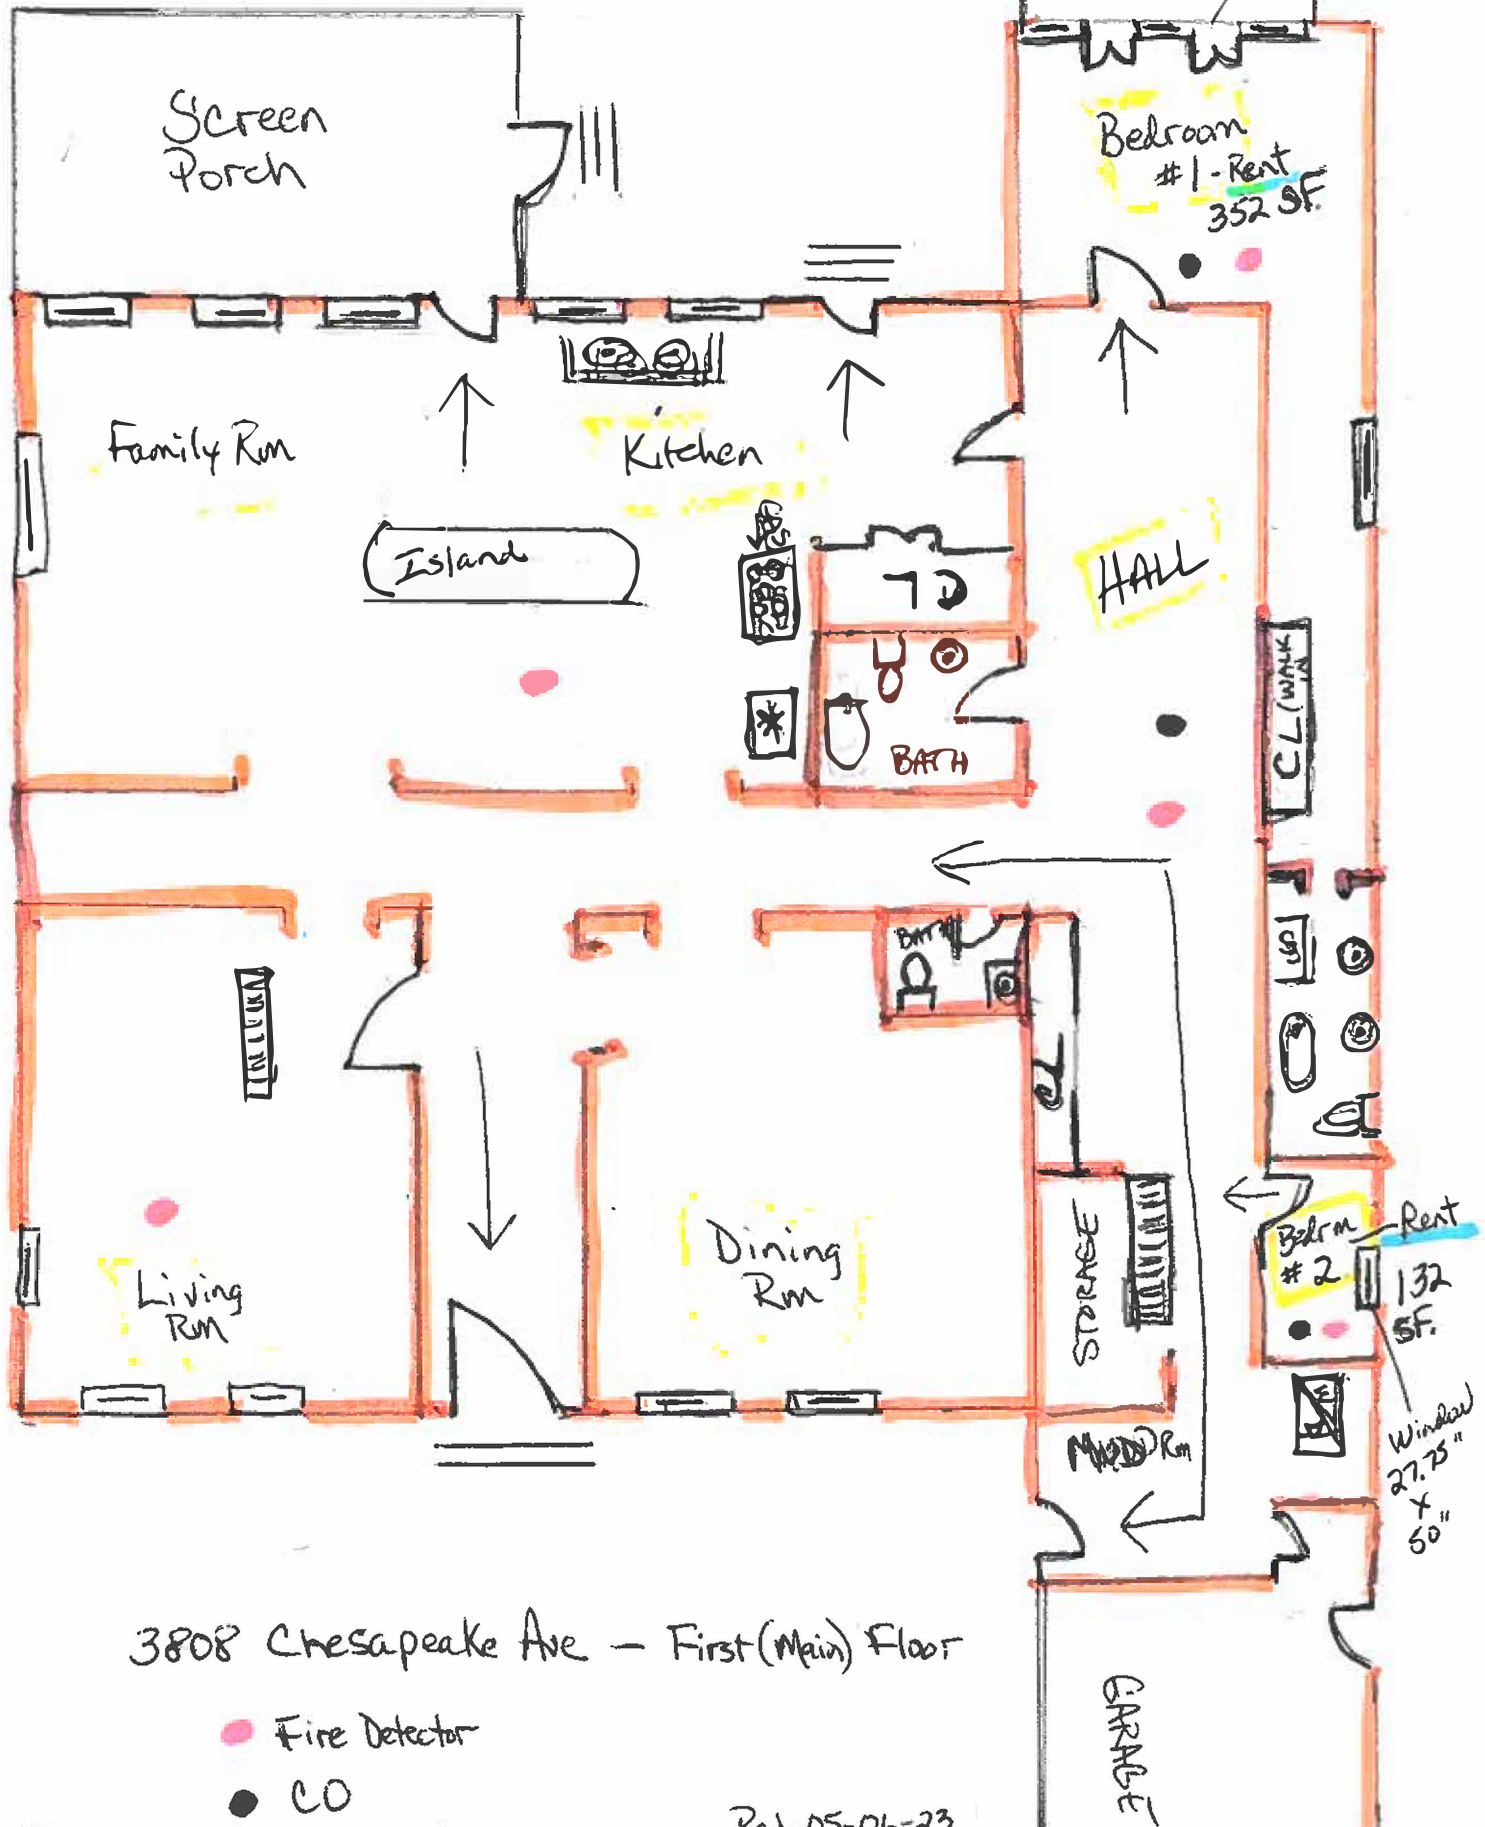 Screen
Porch
Bedroom
#1 - Rent
352 SF.
Family Rm
Kitchen
GAS
Island
HALL
CL (WALK
IN
BATH
BATH
Bedrm
#2
Rent
132
SF.
Dining
Rm
Living
Rm
STORAGE
Window
27.75"
X
50"
MUDD Rm
3808 Chesapeake Ave - First (Main) Floor
Fire Detector
CO
GARAGE